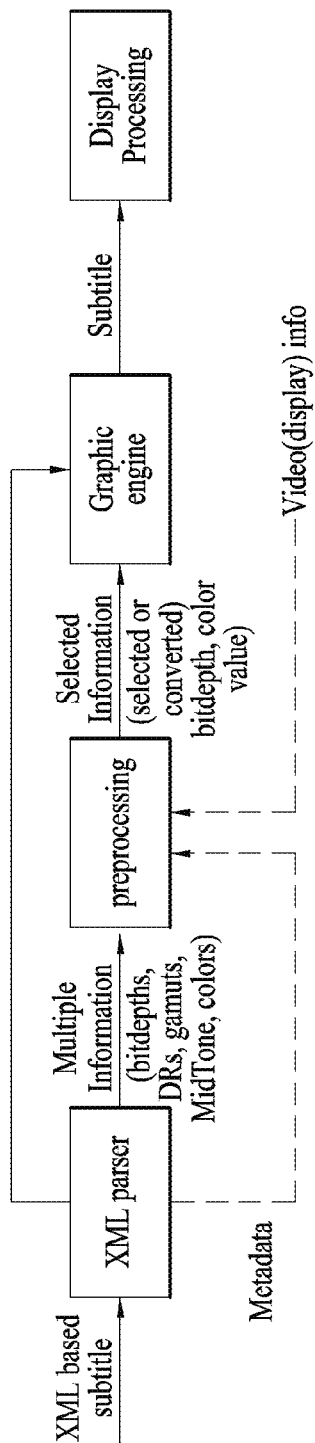 XML based
subtitle
XML parser
Metadata
Multiple
Information
(bitdepths,
DRs, gamuts,
MidTone, colors)
preprocessing
Selected
Information
(selected or
converted)
bitdepth, color
value)
Video(display) info
Graphic
engine
Subtitle
Display
Processing